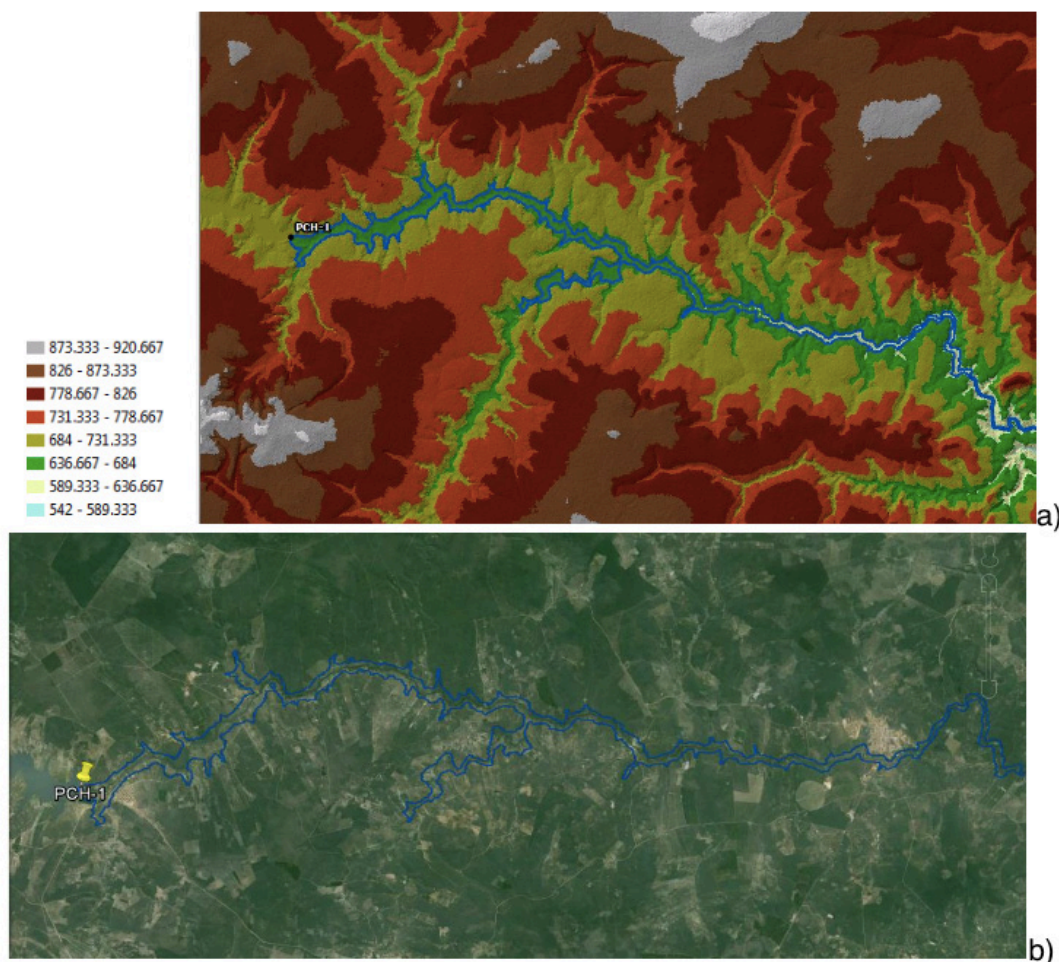 PCH-1
873.333 - 920.667
826 - 873.333
778.667 - 826
731.333 - 778.667
684 - 731.333
636.667 - 684
589.333 - 636.667
542 - 589.333
a)
PCH-1
b)